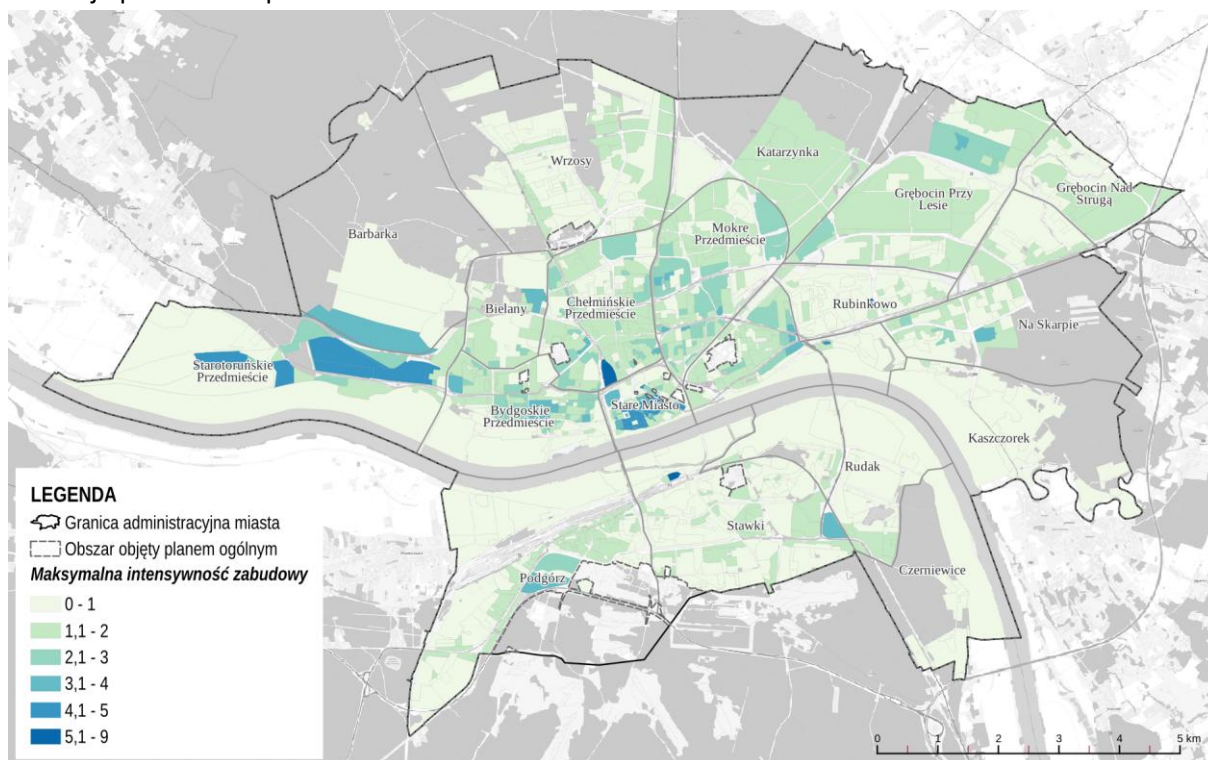 Wrzosy
Katarzynka
Grębocin Przy
Lesie
Grębocin Nad
Strugą
Barbarka
Mokre
Przedmieście
Bielany
Chełmińskie
Przedmieście
Rubinkowo
Na Skarpie
Starotoruńskie
Przedmieście
Bydgoskie
Przedmieście
Stare Miasto
Kaszczorek
Rudak
Stawki
Podgórz
Czerniewice
LEGENDA
Granica administracyjna miasta
Obszar objęty planem ogólnym
Maksymalna intensywność zabudowy
0 - 1
1,1 - 2
2,1 - 3
3,1 - 4
4,1 - 5
5,1 - 9
0 1 2 3 4 5 km